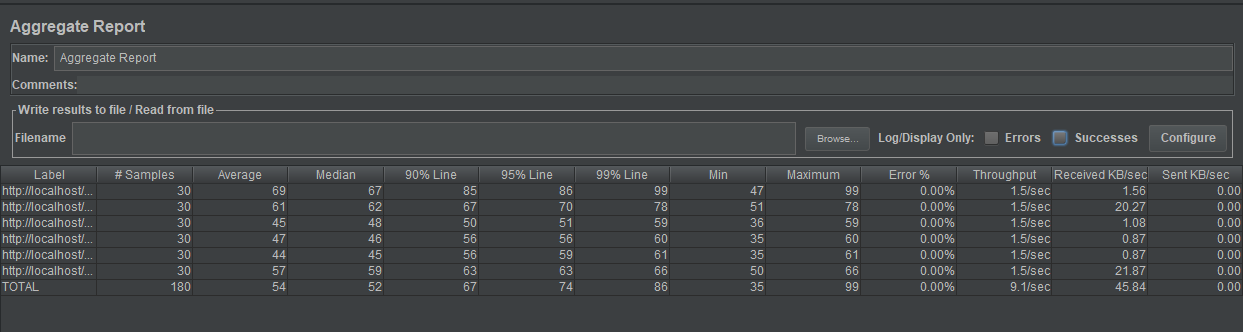 Aggregate Report
Name: Aggregate Report
Comments:
Write results to file / Read from file
Filename Browse... Log/Display Only: Errors Successes Configure
Label # Samples Average Median 90% Line 95% Line 99% Line Min Maximum Error % Throughput Received KB/sec Sent KB/sec
http://localhost/... 30 69 67 85 86 99 47 99 0.00% 1.5/sec 1.56 0.00
http://localhost/... 30 61 62 67 70 78 51 78 0.00% 1.5/sec 20.27 0.00
http://localhost/... 30 45 48 50 51 59 36 59 0.00% 1.5/sec 1.08 0.00
http://localhost/... 30 47 46 56 56 60 35 60 0.00% 1.5/sec 0.87 0.00
http://localhost/... 30 44 45 56 59 61 35 61 0.00% 1.5/sec 0.87 0.00
http://localhost/... 30 57 59 63 63 66 50 66 0.00% 1.5/sec 21.87 0.00
TOTAL 180 54 52 67 74 86 35 99 0.00% 9.1/sec 45.84 0.00